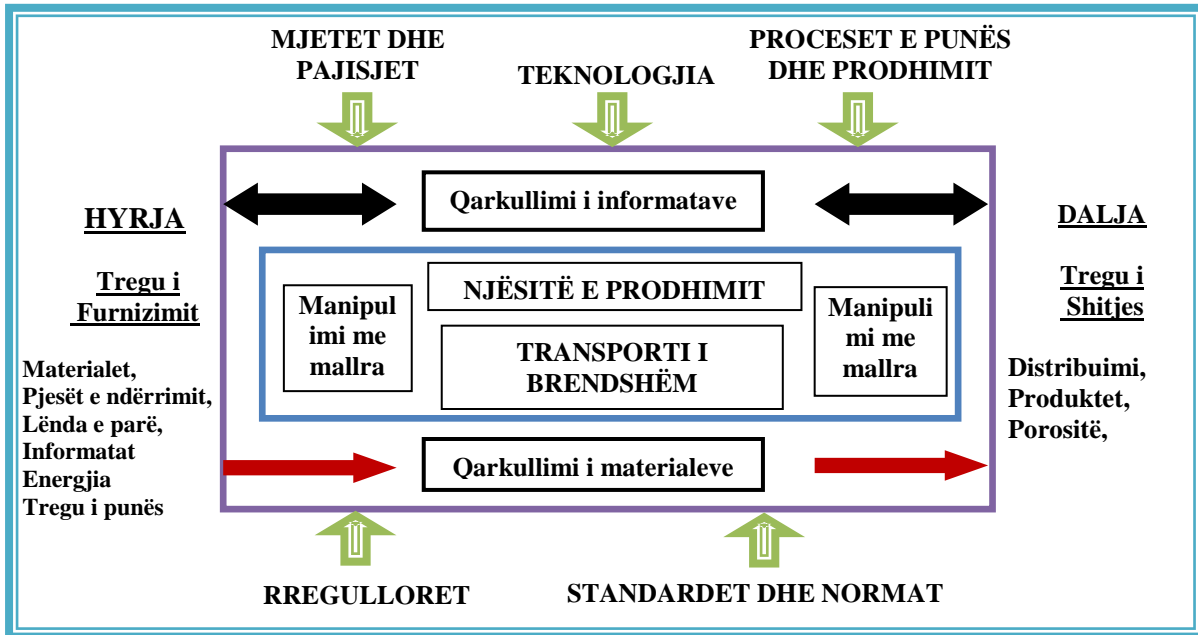 MJETET DHE
PAJISJET
TEKNOLOGJIA
PROCESET E PUNËS
DHE PRODHIMIT
HYRJA
Tregu i
Furnizimit
Materialet,
Pjesët e ndërrimit,
Lënda e parë,
Informatat
Energjia
Tregu i punës
Qarkullimi i informatave
Manipul
imi me
mallra
NJËSITË E PRODHIMIT
TRANSPORTI I
BRENDSHËM
Manipuli
mi me
mallra
Qarkullimi i materialeve
DALJA
Tregu i
Shitjes
Distribuimi,
Produktet,
Porositë,
RREGULLORET
STANDARDET DHE NORMAT